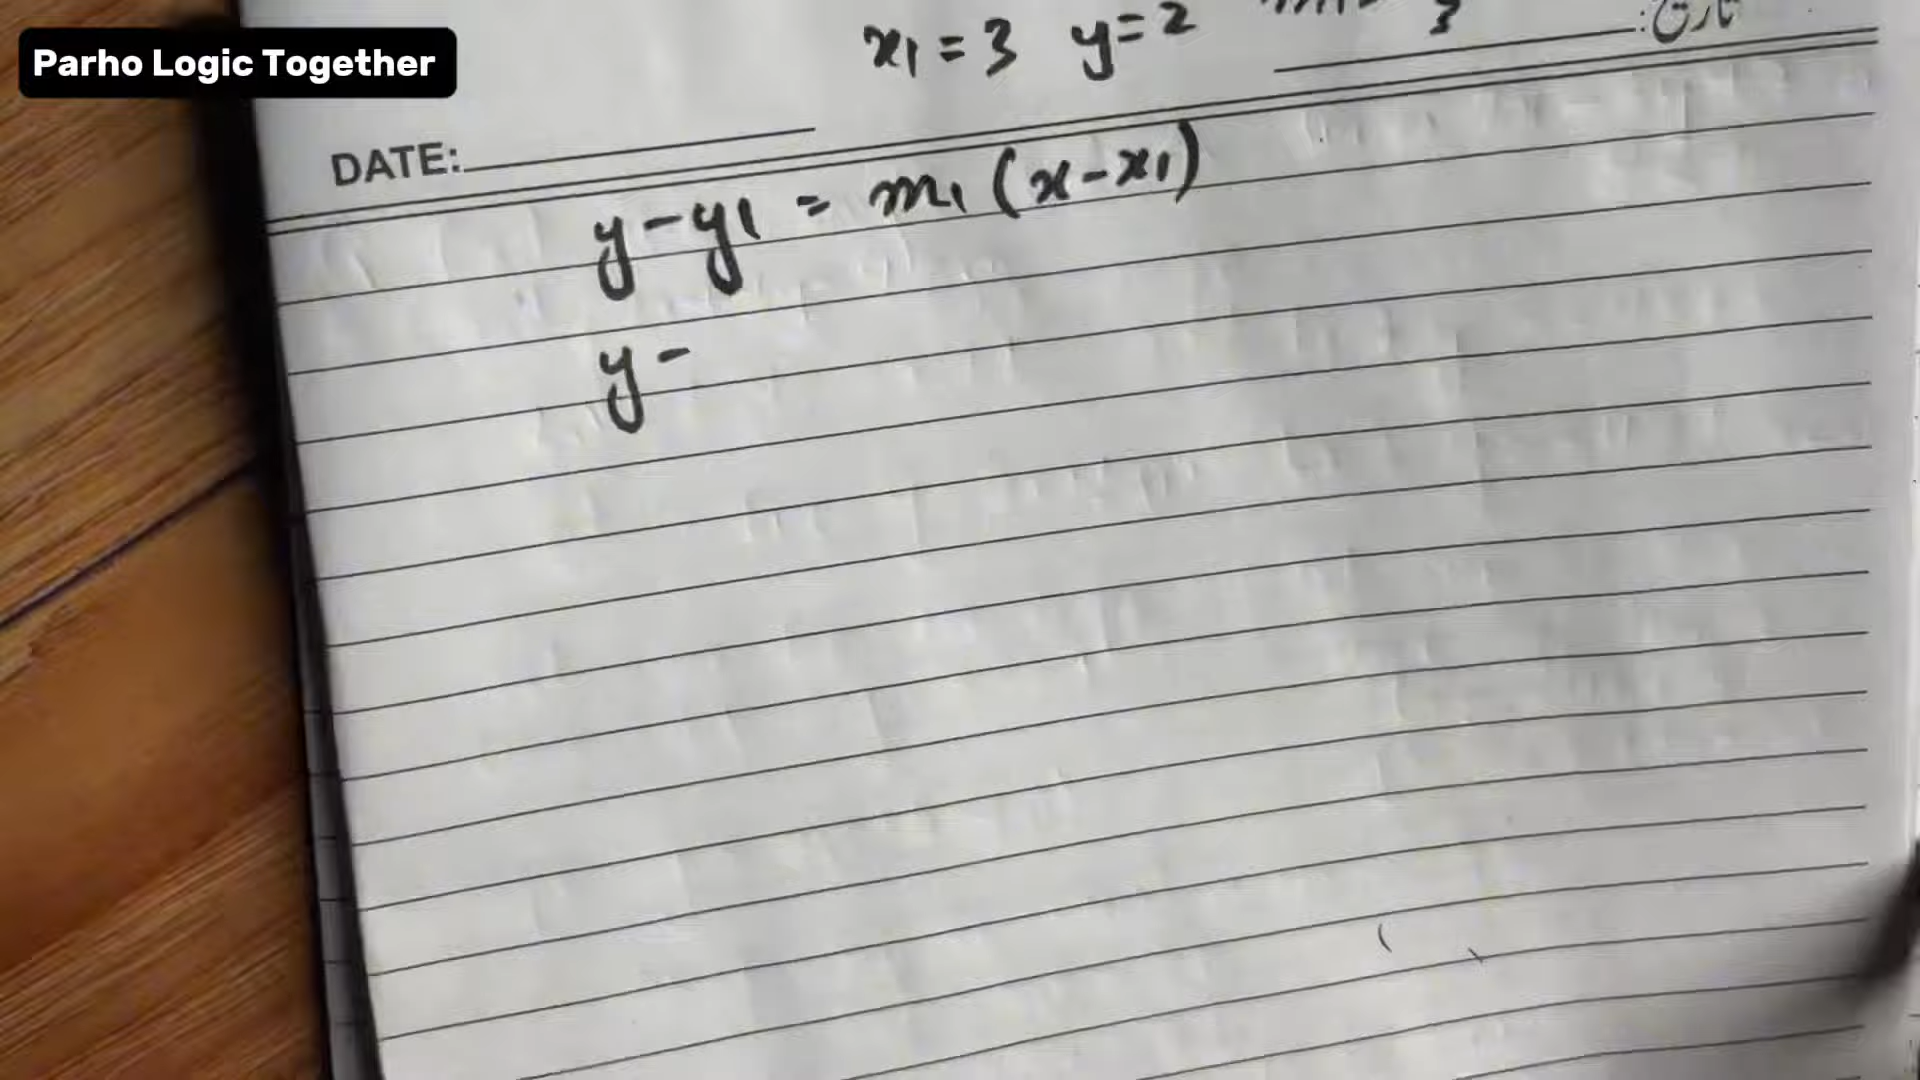 Parho Logic Together
x1 = 3 y = 2
تاریخ:
DATE:
y - y1 = m1 (x - x1)
y -